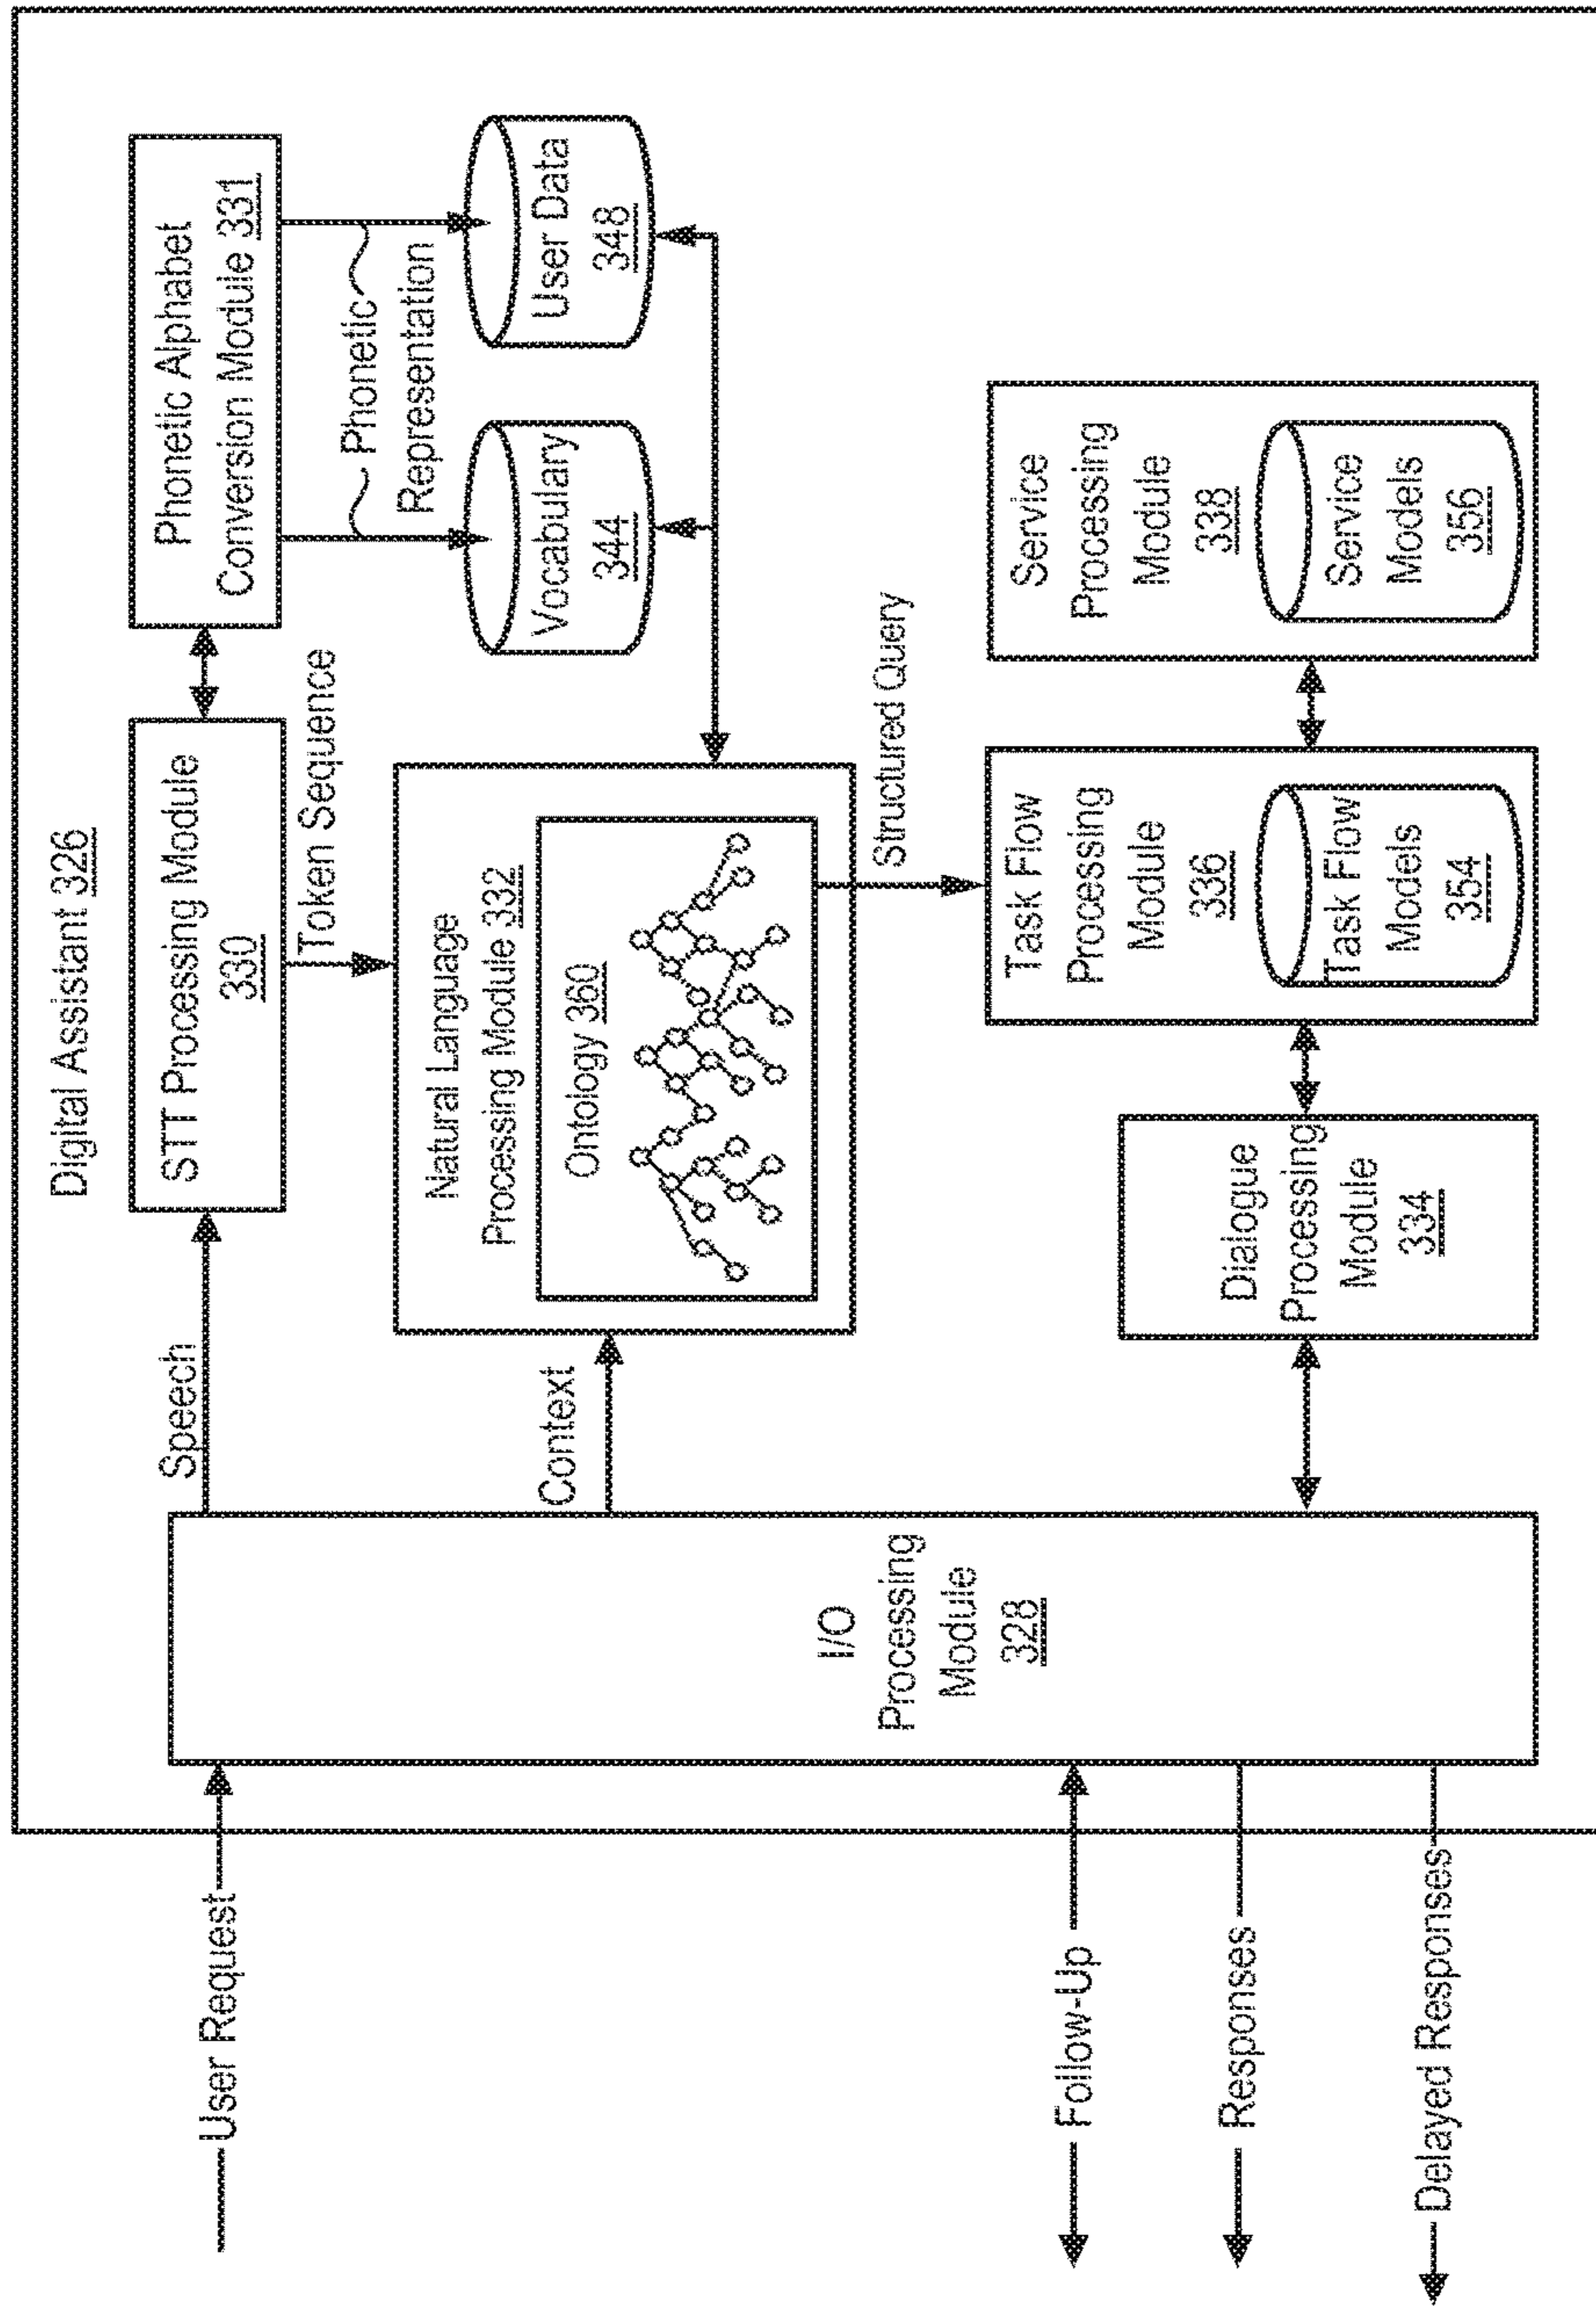 Digital Assistant 326
User Request
Speech
STT Processing Module
330
Phonetic Alphabet
Conversion Module 331
Token Sequence
Phonetic
Representation
Natural Language
Processing Module 332
Ontology 360
Context
Vocabulary
344
User Data
348
Structured Query
I/O
Processing
Module
328
Dialogue
Processing
Module
334
Task Flow
Processing
Module
336
Task Flow
Models
354
Service
Processing
Module
338
Service
Models
356
Follow-Up
Responses
Delayed Responses